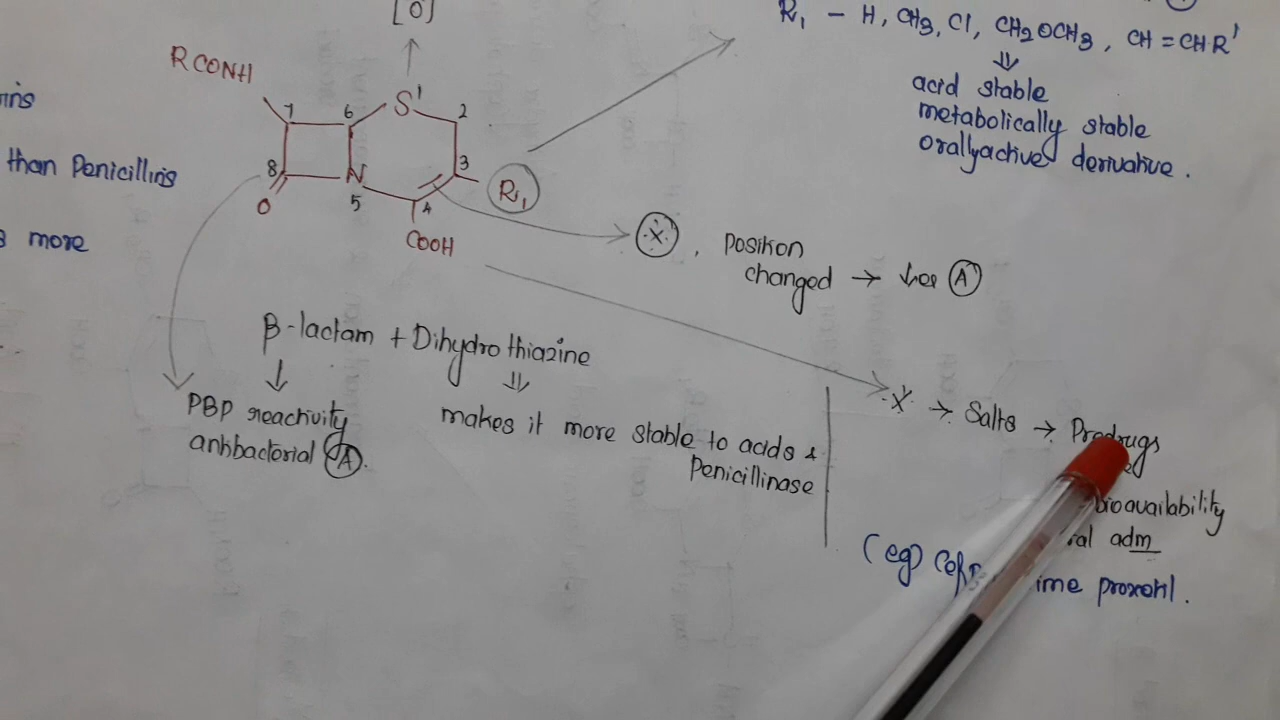 [O]
R₁ - H, CH₃, Cl, CH₂OCH₃, CH=CHR'
⇓
acid stable
metabolically stable
orallyactive derivative.
RCONH
7 6 S 1 2
3
8 N R₁
O 5 4
COOH
than Penicillins
more
X, position
changed → ↓es A
β-lactam + Dihydrothiazine
↓ ⇓
PBP reactivity
antibacterial A.
makes it more stable to acids &
Penicillinase
X → Salts → Prodrugs
bioavailability
adm
(eg) proxetil.